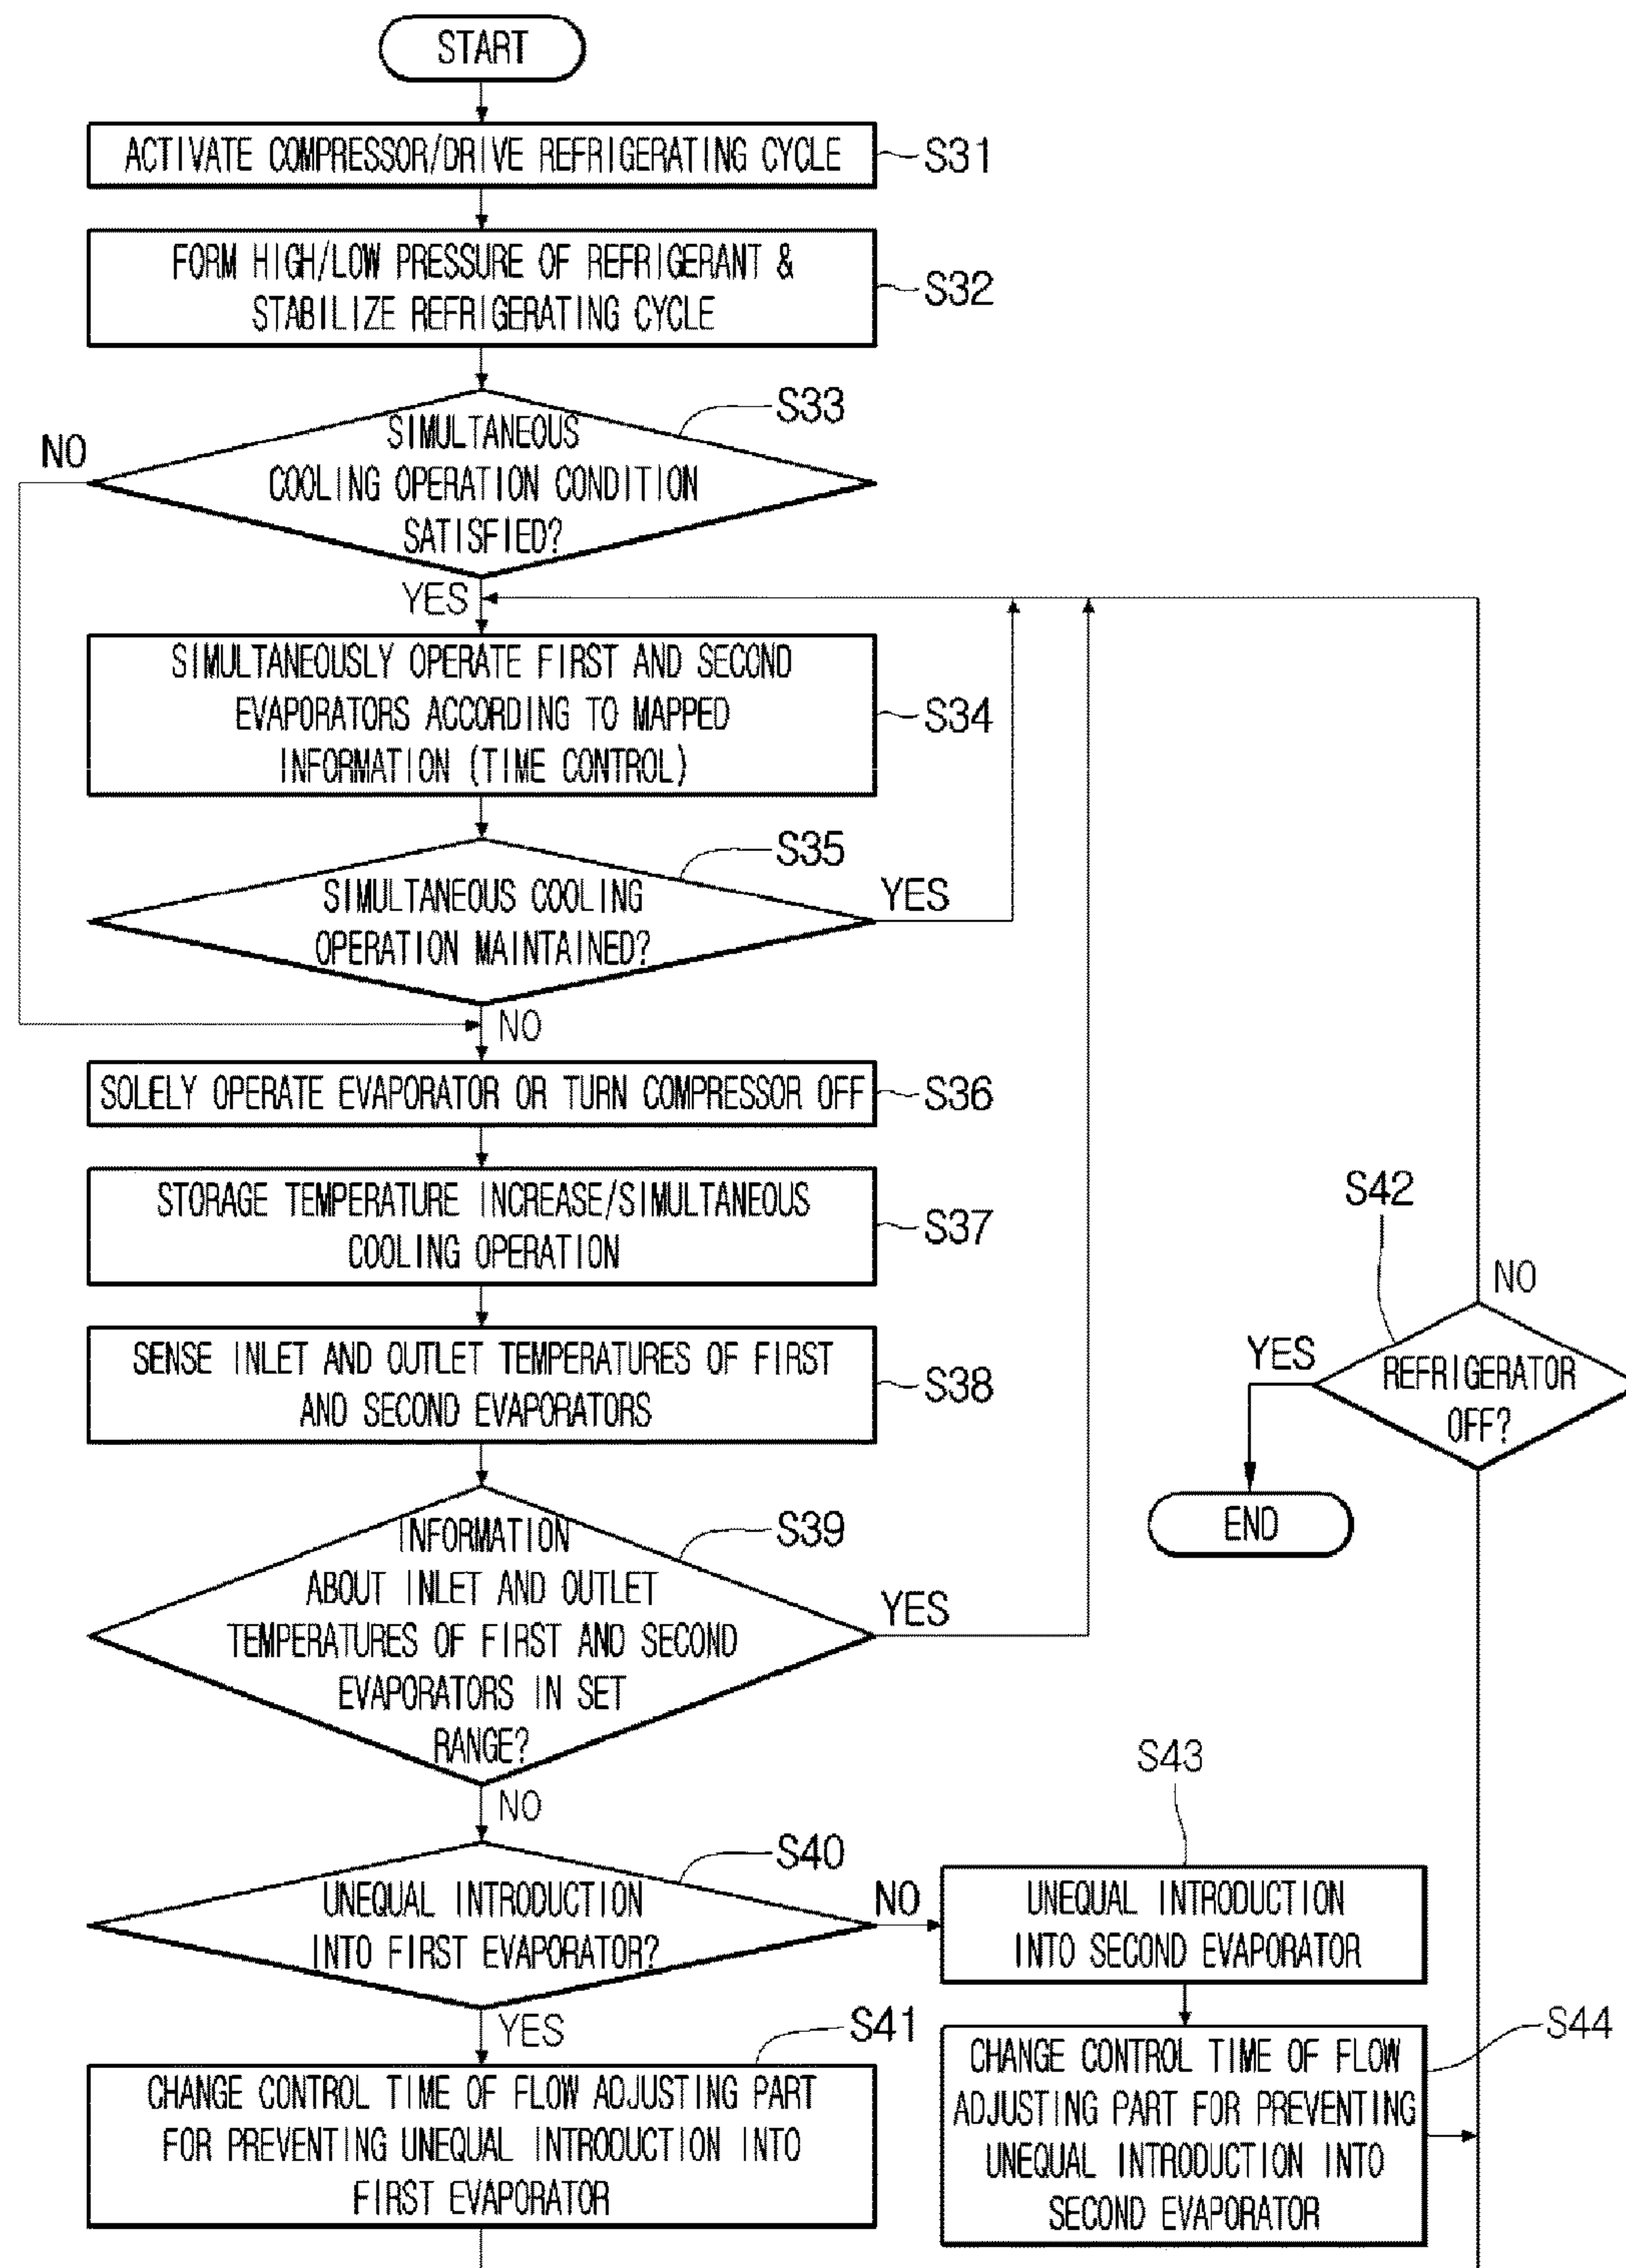 START
ACTIVATE COMPRESSOR/DRIVE REFRIGERATING CYCLE
S31
FORM HIGH/LOW PRESSURE OF REFRIGERANT &
STABILIZE REFRIGERATING CYCLE
S32
S33
SIMULTANEOUS
COOLING OPERATION CONDITION
SATISFIED?
NO
YES
SIMULTANEOUSLY OPERATE FIRST AND SECOND
EVAPORATORS ACCORDING TO MAPPED
INFORMATION (TIME CONTROL)
S34
S35
SIMULTANEOUS COOLING
OPERATION MAINTAINED?
YES
NO
SOLELY OPERATE EVAPORATOR OR TURN COMPRESSOR OFF
S36
STORAGE TEMPERATURE INCREASE/SIMULTANEOUS
COOLING OPERATION
S37
SENSE INLET AND OUTLET TEMPERATURES OF FIRST
AND SECOND EVAPORATORS
S38
S42
NO
YES
REFRIGERATOR
OFF?
END
S39
INFORMATION
ABOUT INLET AND OUTLET
TEMPERATURES OF FIRST AND SECOND
EVAPORATORS IN SET
RANGE?
YES
NO
S40
UNEQUAL INTRODUCTION
INTO FIRST EVAPORATOR?
NO
YES
S43
UNEQUAL INTRODUCTION
INTO SECOND EVAPORATOR
S41
CHANGE CONTROL TIME OF FLOW ADJUSTING PART
FOR PREVENTING UNEQUAL INTRODUCTION INTO
FIRST EVAPORATOR
S44
CHANGE CONTROL TIME OF FLOW
ADJUSTING PART FOR PREVENTING
UNEQUAL INTRODUCTION INTO
SECOND EVAPORATOR